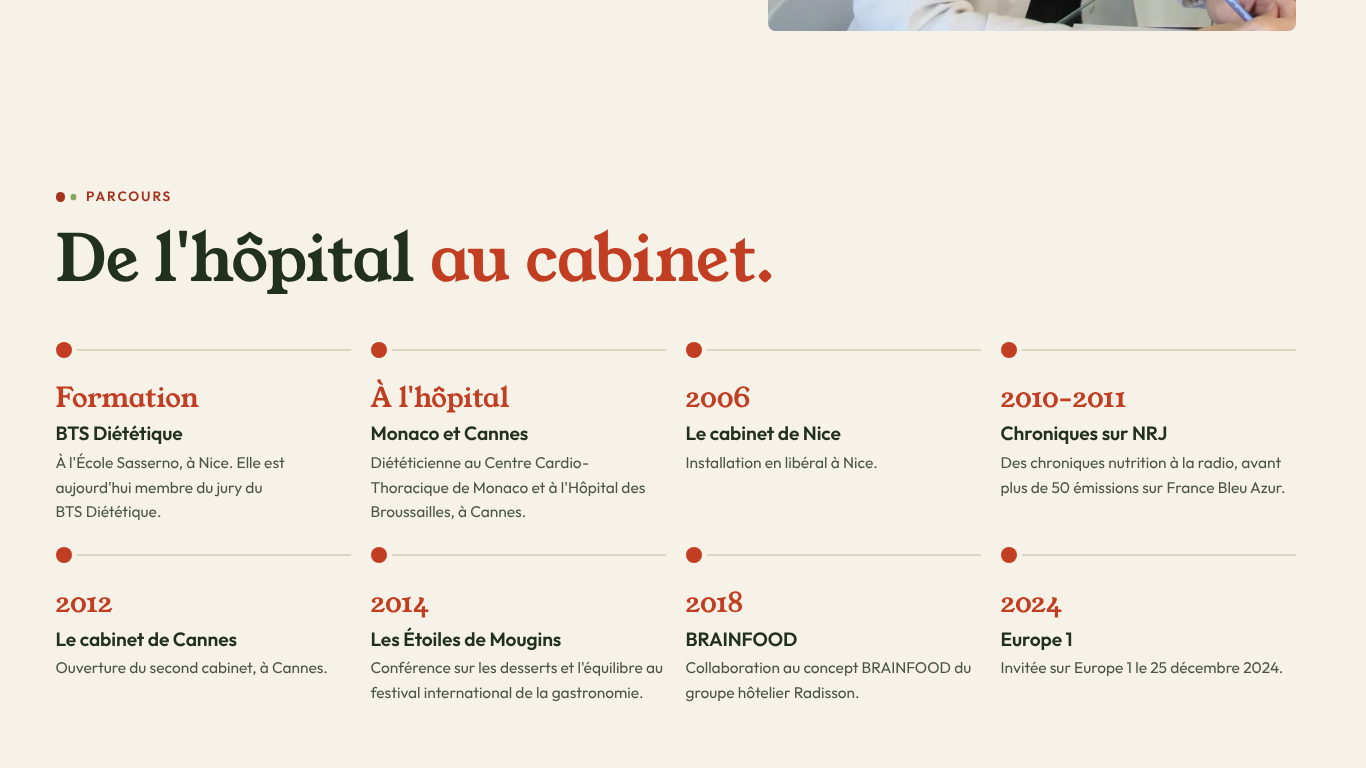 PARCOURS
De l'hôpital au cabinet.
Formation
BTS Diététique
À l'École Sasserno, à Nice. Elle est
aujourd'hui membre du jury du
BTS Diététique.
À l'hôpital
Monaco et Cannes
Diététicienne au Centre Cardio-
Thoracique de Monaco et à l'Hôpital des
Broussailles, à Cannes.
2006
Le cabinet de Nice
Installation en libéral à Nice.
2010–2011
Chroniques sur NRJ
Des chroniques nutrition à la radio, avant
plus de 50 émissions sur France Bleu Azur.
2012
Le cabinet de Cannes
Ouverture du second cabinet, à Cannes.
2014
Les Étoiles de Mougins
Conférence sur les desserts et l'équilibre au
festival international de la gastronomie.
2018
BRAINFOOD
Collaboration au concept BRAINFOOD du
groupe hôtelier Radisson.
2024
Europe 1
Invitée sur Europe 1 le 25 décembre 2024.